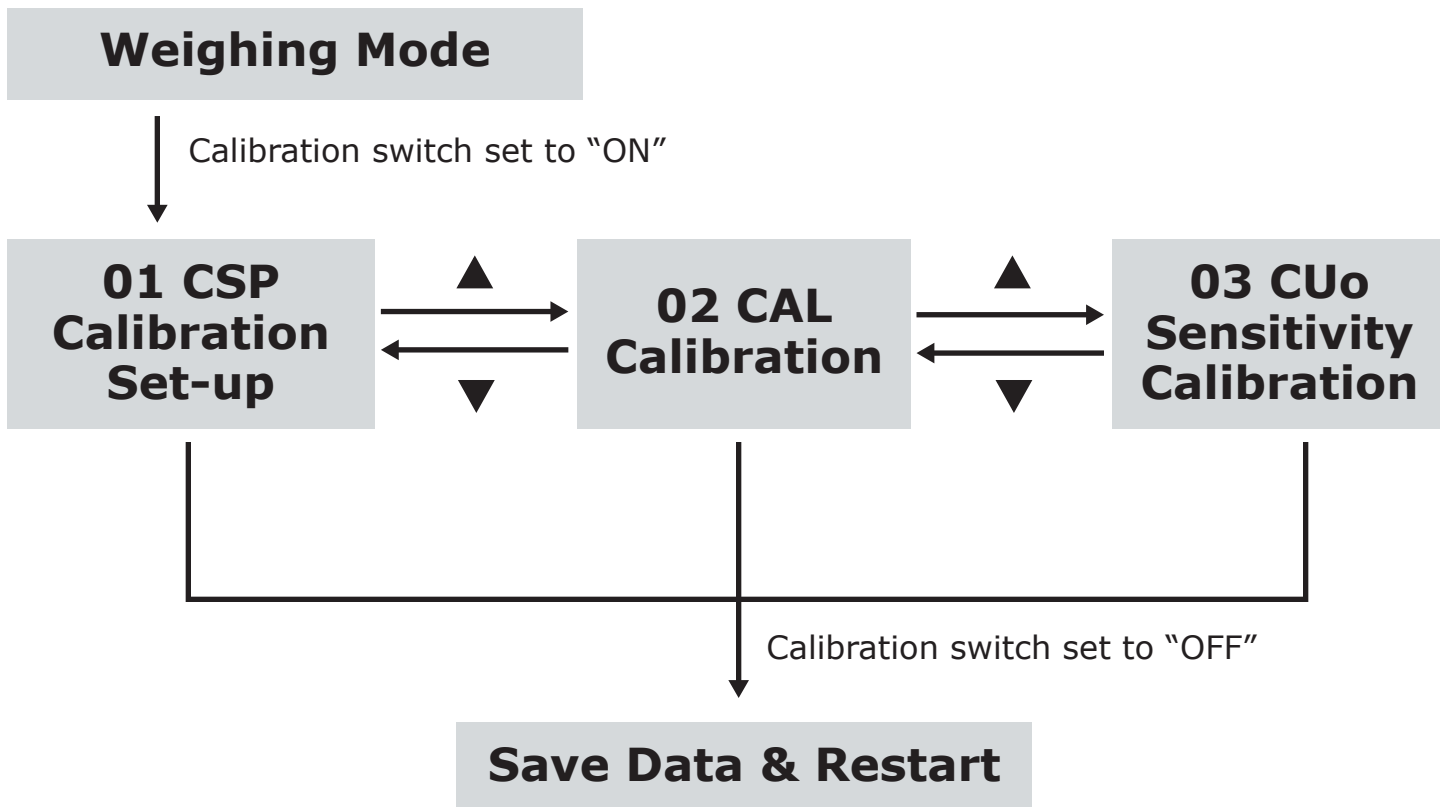 Weighing Mode
Calibration switch set to “ON”
01 CSP
Calibration
Set-up
02 CAL
Calibration
03 CUo
Sensitivity
Calibration
Calibration switch set to “OFF”
Save Data & Restart